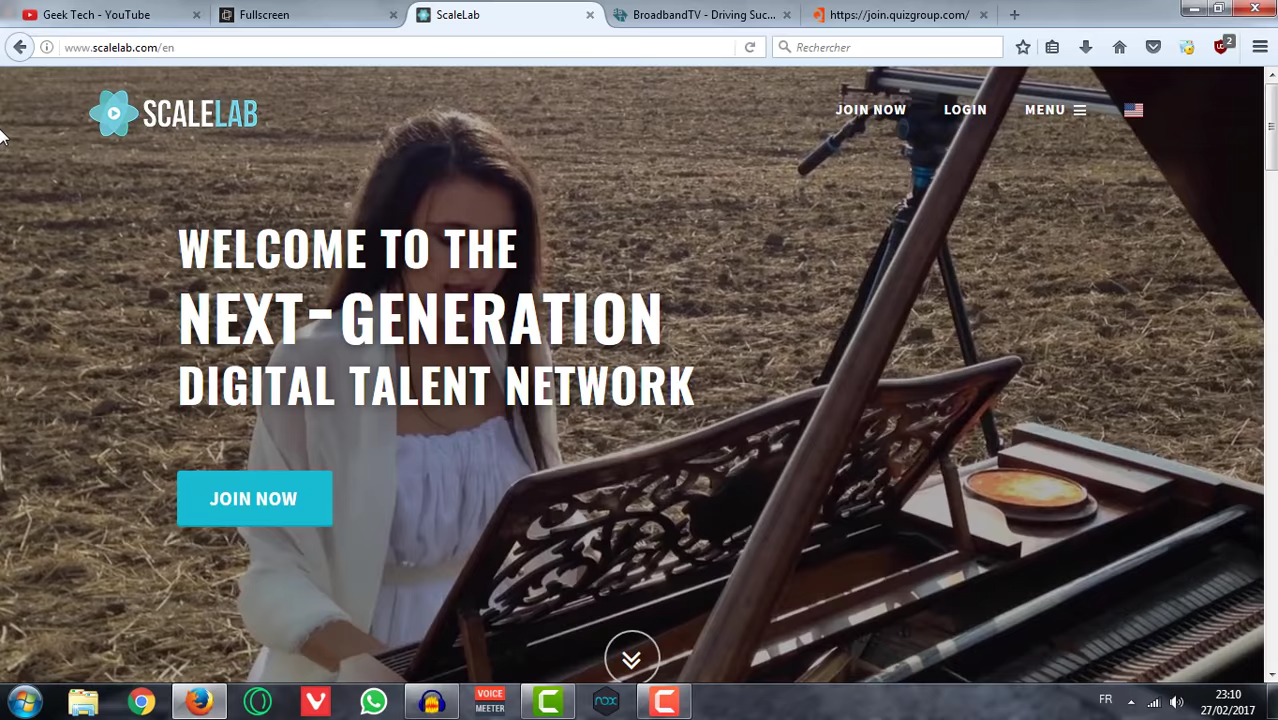 Geek Tech - YouTube
Fullscreen
ScaleLab
BroadbandTV - Driving Suc...
https://join.quizgroup.com/
www.scalelab.com/en
Rechercher
2
SCALELAB
JOIN NOW
LOGIN
MENU
WELCOME TO THE
NEXT-GENERATION
DIGITAL TALENT NETWORK
JOIN NOW
VOICE
MEETER
nox
FR
23:10
27/02/2017